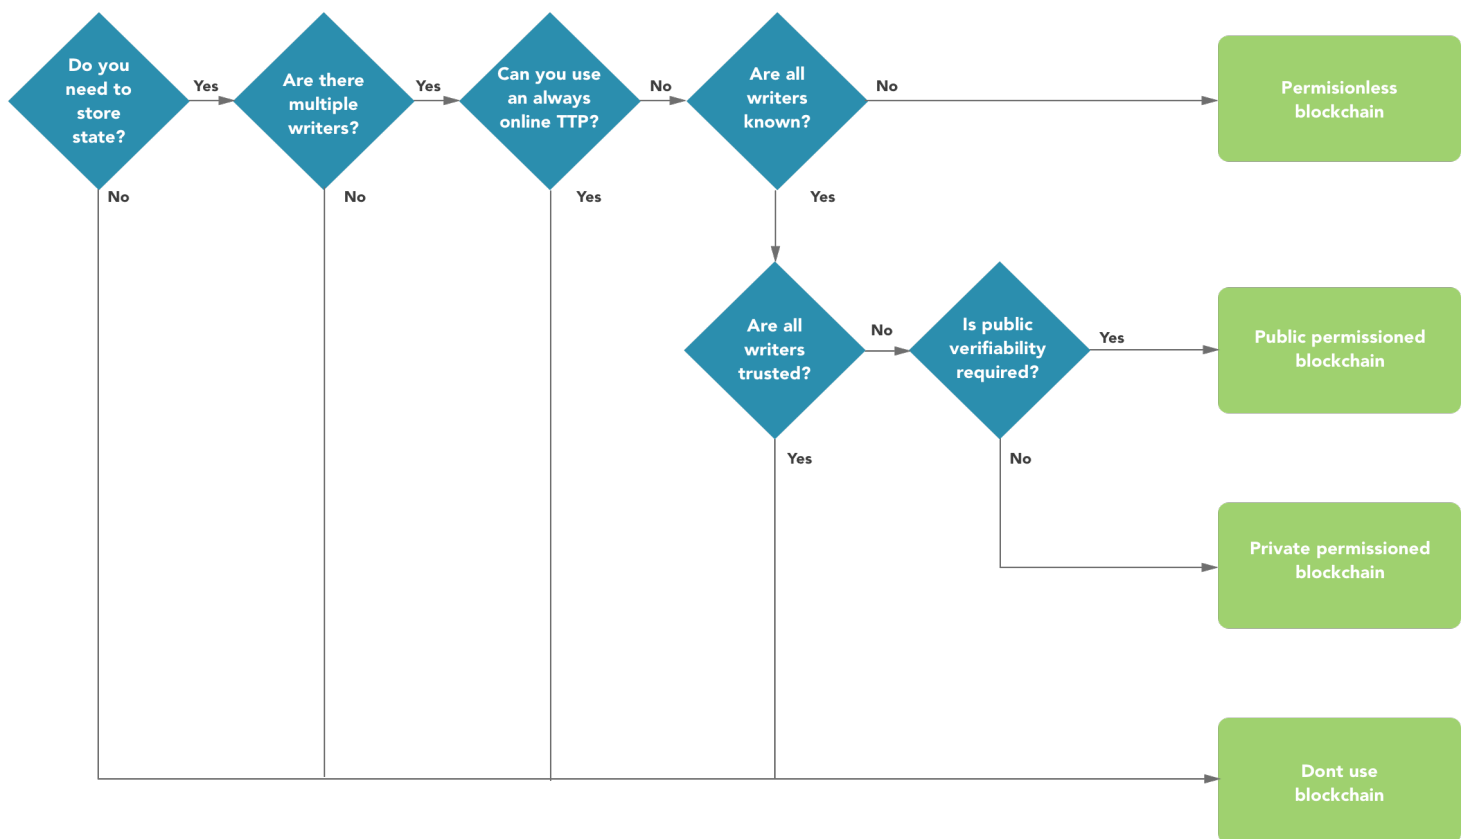 Do you
need to
store
state?
Yes
No
Are there
multiple
writers?
Yes
No
Can you use
an always
online TTP?
No
Yes
Are all
writers
known?
No
Yes
Permisionless
blockchain
Are all
writers
trusted?
No
Yes
Is public
verifiability
required?
Yes
No
Public permissioned
blockchain
Private permissioned
blockchain
Dont use
blockchain